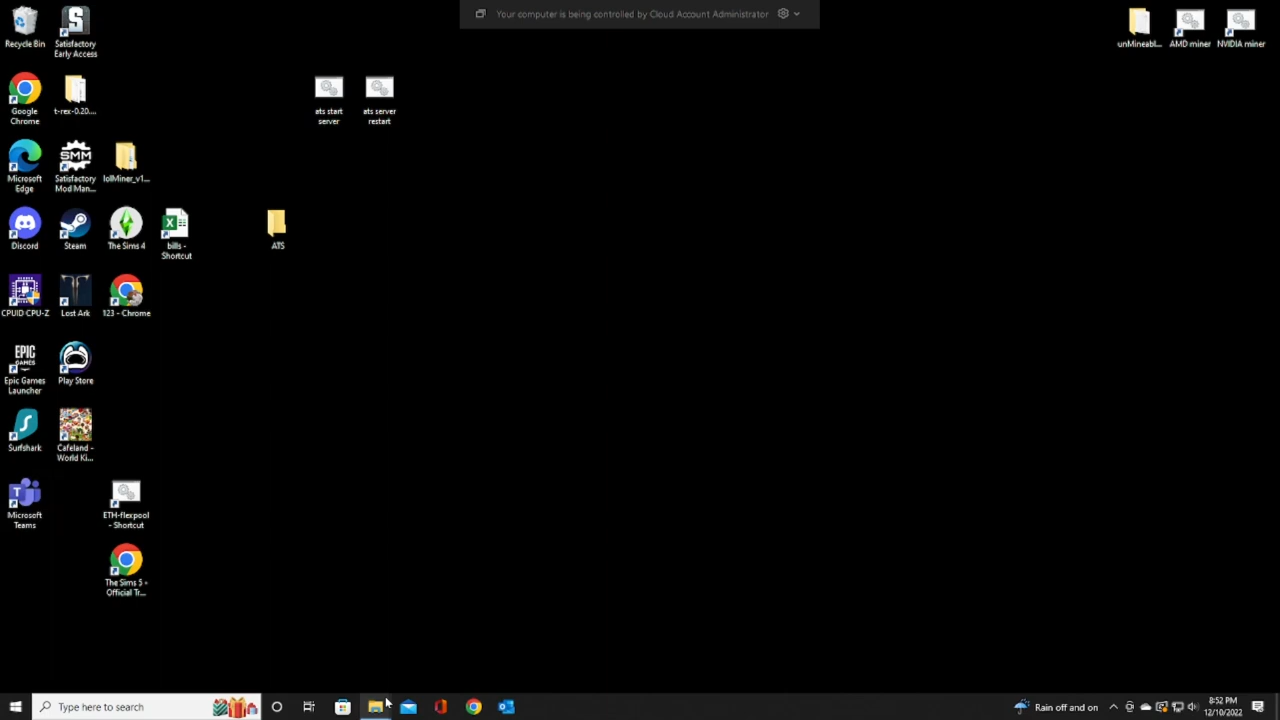 Your computer is being controlled by Cloud Account Administrator
Recycle Bin
Satisfactory
Early Access
unMineabl...
AMD miner
NVIDIA miner
Google
Chrome
t-rex-0.20....
ats start
server
ats server
restart
Microsoft
Edge
SMM
Satisfactory
Mod Man...
lolMiner_v1...
Discord
Steam
The Sims 4
bills -
Shortcut
ATS
CPUID CPU-Z
Lost Ark
123 - Chrome
EPIC
GAMES
Epic Games
Launcher
Play Store
Surfshark
Cafeland -
World Ki...
Microsoft
Teams
ETH-flexpool
- Shortcut
The Sims 5 -
Official Tr...
Type here to search
Rain off and on
8:52 PM
12/10/2022